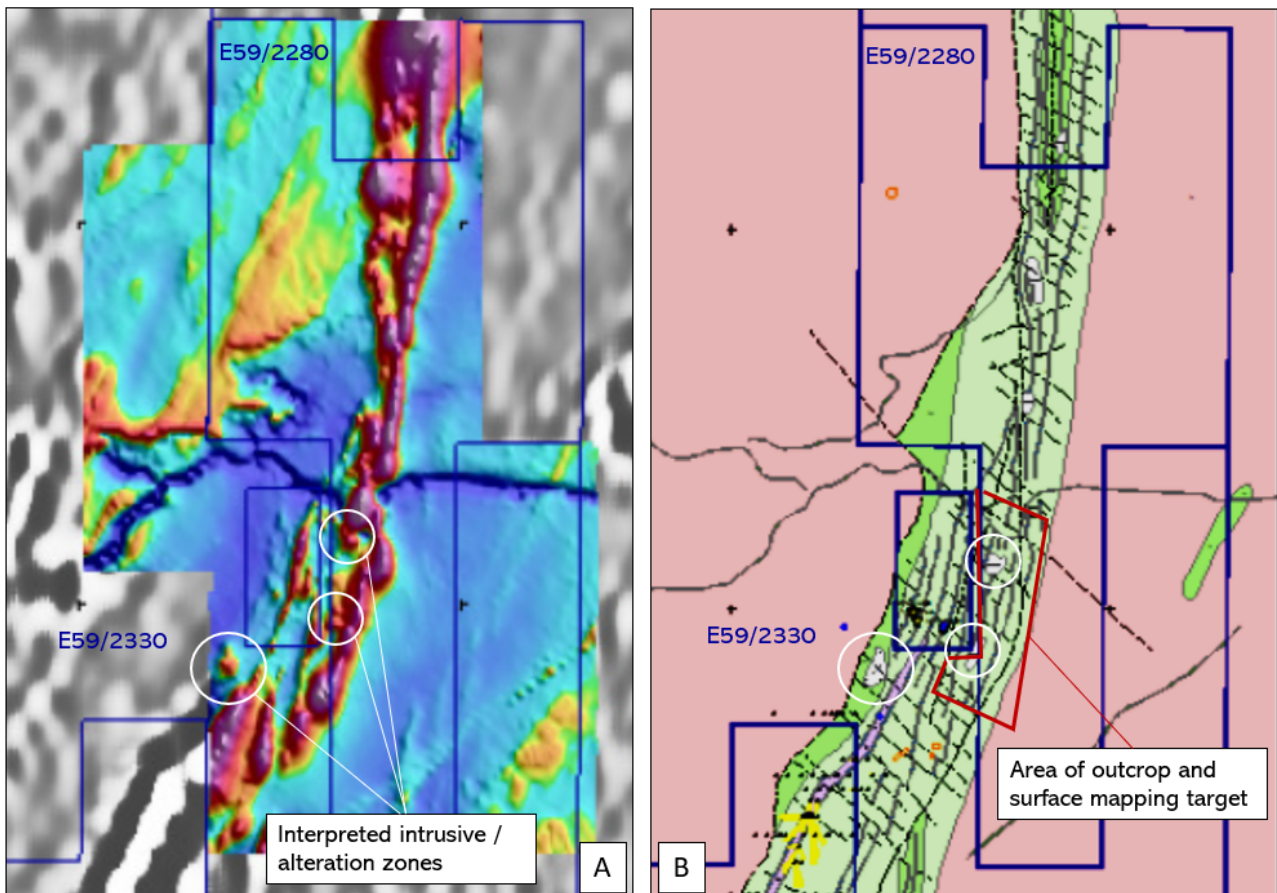 E59/2280
E59/2330
Interpreted intrusive /
alteration zones
A
E59/2280
E59/2330
Area of outcrop and
surface mapping target
B